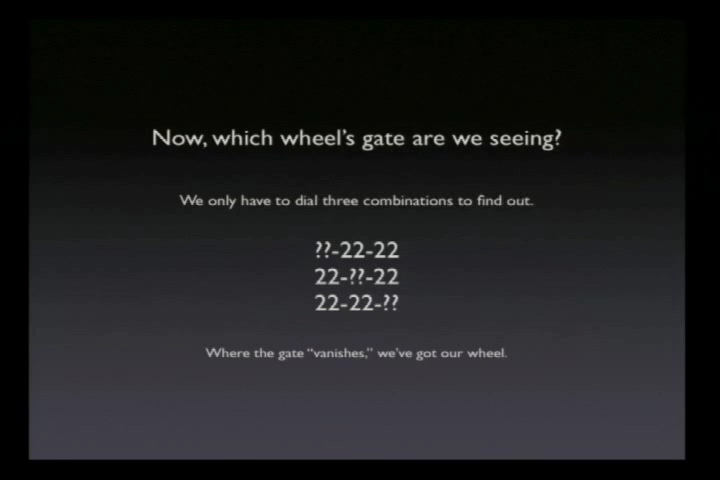 Now, which wheel's gate are we seeing?
We only have to dial three combinations to find out.
??-22-22
22-??-22
22-22-??
Where the gate “vanishes,” we've got our wheel.